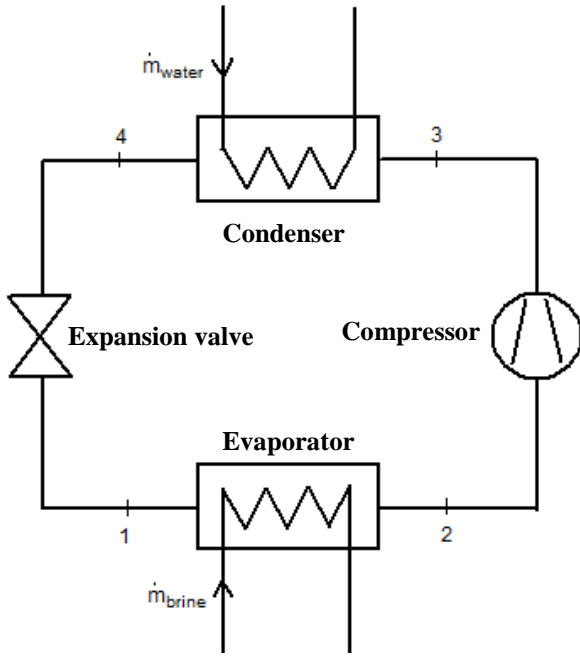 ṁwater
4
3
Condenser
Expansion valve
Compressor
Evaporator
1
2
ṁbrine